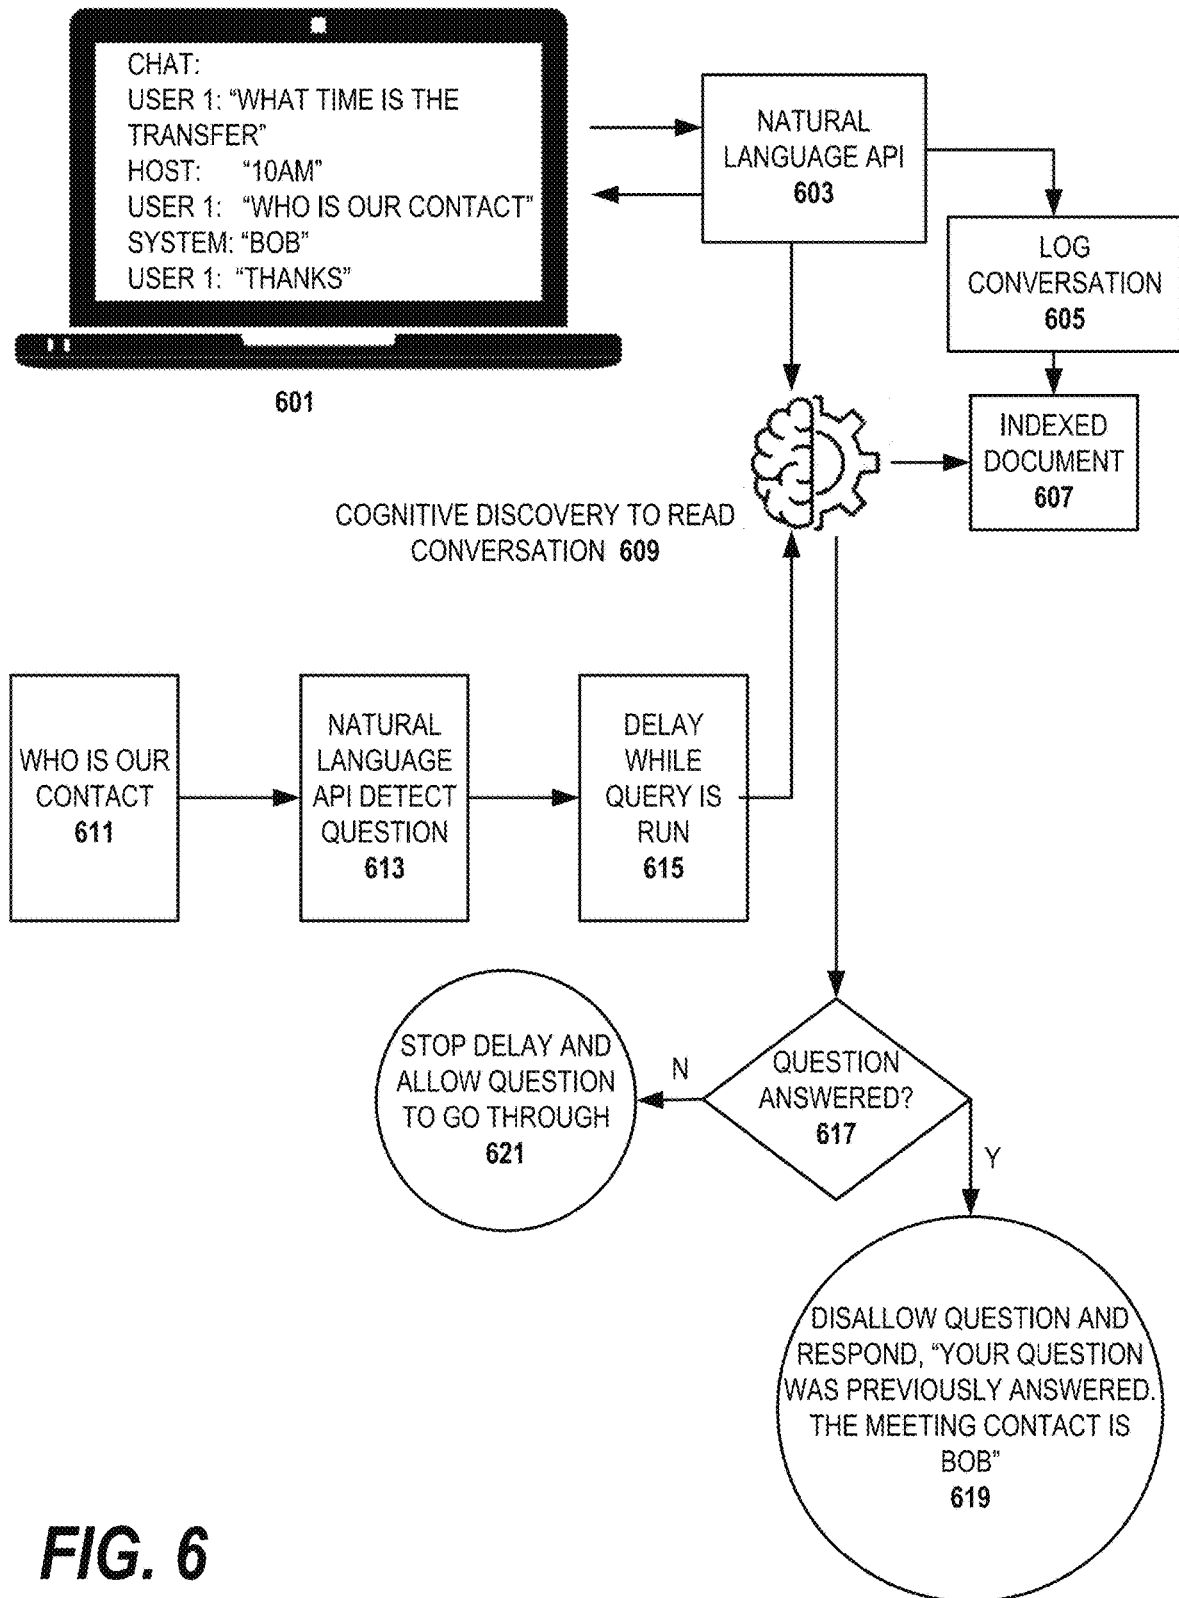 CHAT:
USER 1: “WHAT TIME IS THE
TRANSFER”
HOST: “10AM”
USER 1: “WHO IS OUR CONTACT”
SYSTEM: “BOB”
USER 1: “THANKS”
601
NATURAL
LANGUAGE API
603
LOG
CONVERSATION
605
INDEXED
DOCUMENT
607
COGNITIVE DISCOVERY TO READ
CONVERSATION 609
WHO IS OUR
CONTACT
611
NATURAL
LANGUAGE
API DETECT
QUESTION
613
DELAY
WHILE
QUERY IS
RUN
615
QUESTION
ANSWERED?
617
N
Y
STOP DELAY AND
ALLOW QUESTION
TO GO THROUGH
621
DISALLOW QUESTION AND
RESPOND, “YOUR QUESTION
WAS PREVIOUSLY ANSWERED.
THE MEETING CONTACT IS
BOB”
619
FIG. 6